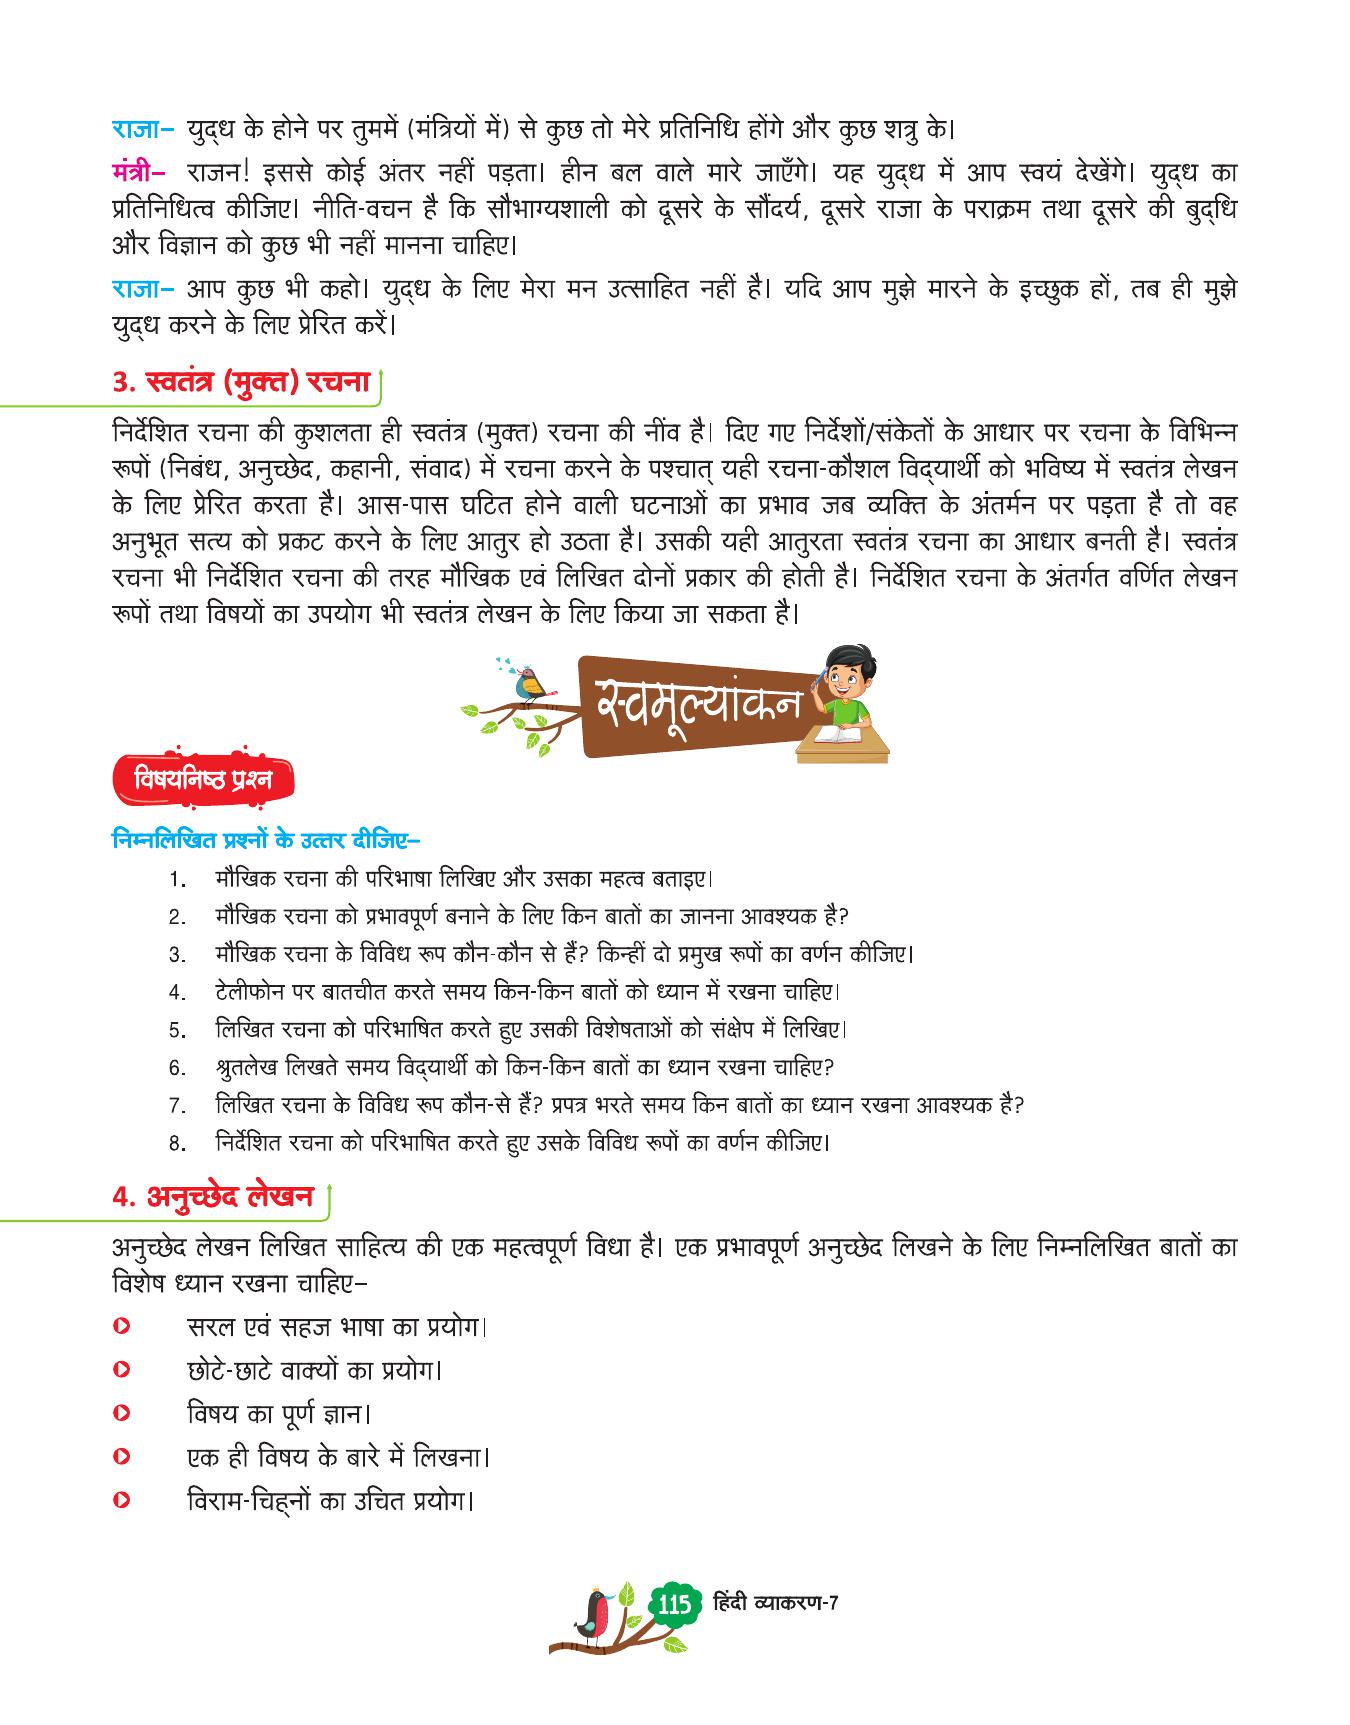 राजा– युद्ध के होने पर तुममें (मंत्रियों में) से कुछ तो मेरे प्रतिनिधि होंगे और कुछ शत्रु के।
मंत्री– राजन! इससे कोई अंतर नहीं पड़ता। हीन बल वाले मारे जाएँगे। यह युद्ध में आप स्वयं देखेंगे। युद्ध का
प्रतिनिधित्व कीजिए। नीति-वचन है कि सौभाग्यशाली को दूसरे के सौंदर्य, दूसरे राजा के पराक्रम तथा दूसरे की बुद्धि
और विज्ञान को कुछ भी नहीं मानना चाहिए।
राजा– आप कुछ भी कहो। युद्ध के लिए मेरा मन उत्साहित नहीं है। यदि आप मुझे मारने के इच्छुक हों, तब ही मुझे
युद्ध करने के लिए प्रेरित करें।
3. स्वतंत्र (मुक्त) रचना
निर्देशित रचना की कुशलता ही स्वतंत्र (मुक्त) रचना की नींव है। दिए गए निर्देशों/संकेतों के आधार पर रचना के विभिन्न
रूपों (निबंध, अनुच्छेद, कहानी, संवाद) में रचना करने के पश्चात् यही रचना-कौशल विद्यार्थी को भविष्य में स्वतंत्र लेखन
के लिए प्रेरित करता है। आस-पास घटित होने वाली घटनाओं का प्रभाव जब व्यक्ति के अंतर्मन पर पड़ता है तो वह
अनुभूत सत्य को प्रकट करने के लिए आतुर हो उठता है। उसकी यही आतुरता स्वतंत्र रचना का आधार बनती है। स्वतंत्र
रचना भी निर्देशित रचना की तरह मौखिक एवं लिखित दोनों प्रकार की होती है। निर्देशित रचना के अंतर्गत वर्णित लेखन
रूपों तथा विषयों का उपयोग भी स्वतंत्र लेखन के लिए किया जा सकता है।
स्वमूल्यांकन
विषयनिष्ठ प्रश्न
निम्नलिखित प्रश्नों के उत्तर दीजिए–
1. मौखिक रचना की परिभाषा लिखिए और उसका महत्व बताइए।
2. मौखिक रचना को प्रभावपूर्ण बनाने के लिए किन बातों का जानना आवश्यक है?
3. मौखिक रचना के विविध रूप कौन-कौन से हैं? किन्हीं दो प्रमुख रूपों का वर्णन कीजिए।
4. टेलीफोन पर बातचीत करते समय किन-किन बातों को ध्यान में रखना चाहिए।
5. लिखित रचना को परिभाषित करते हुए उसकी विशेषताओं को संक्षेप में लिखिए।
6. श्रुतलेख लिखते समय विद्यार्थी को किन-किन बातों का ध्यान रखना चाहिए?
7. लिखित रचना के विविध रूप कौन-से हैं? प्रपत्र भरते समय किन बातों का ध्यान रखना आवश्यक है?
8. निर्देशित रचना को परिभाषित करते हुए उसके विविध रूपों का वर्णन कीजिए।
4. अनुच्छेद लेखन
अनुच्छेद लेखन लिखित साहित्य की एक महत्वपूर्ण विधा है। एक प्रभावपूर्ण अनुच्छेद लिखने के लिए निम्नलिखित बातों का
विशेष ध्यान रखना चाहिए–
सरल एवं सहज भाषा का प्रयोग।
छोटे-छाटे वाक्यों का प्रयोग।
विषय का पूर्ण ज्ञान।
एक ही विषय के बारे में लिखना।
विराम-चिह्नों का उचित प्रयोग।
115 हिंदी व्याकरण-7